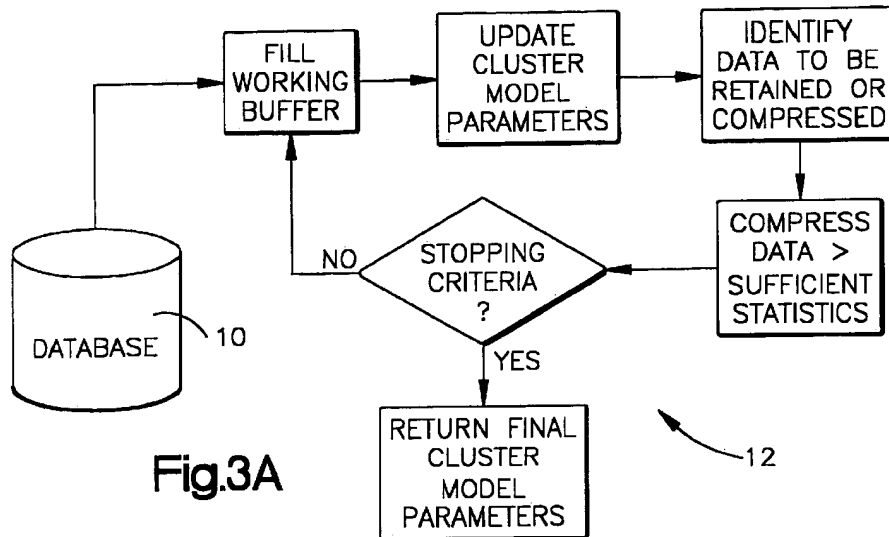 FILL
WORKING
BUFFER
UPDATE
CLUSTER
MODEL
PARAMETERS
IDENTIFY
DATA TO BE
RETAINED OR
COMPRESSED
COMPRESS
DATA >
SUFFICIENT
STATISTICS
STOPPING
CRITERIA
?
NO
YES
DATABASE
10
RETURN FINAL
CLUSTER
MODEL
PARAMETERS
12
Fig.3A